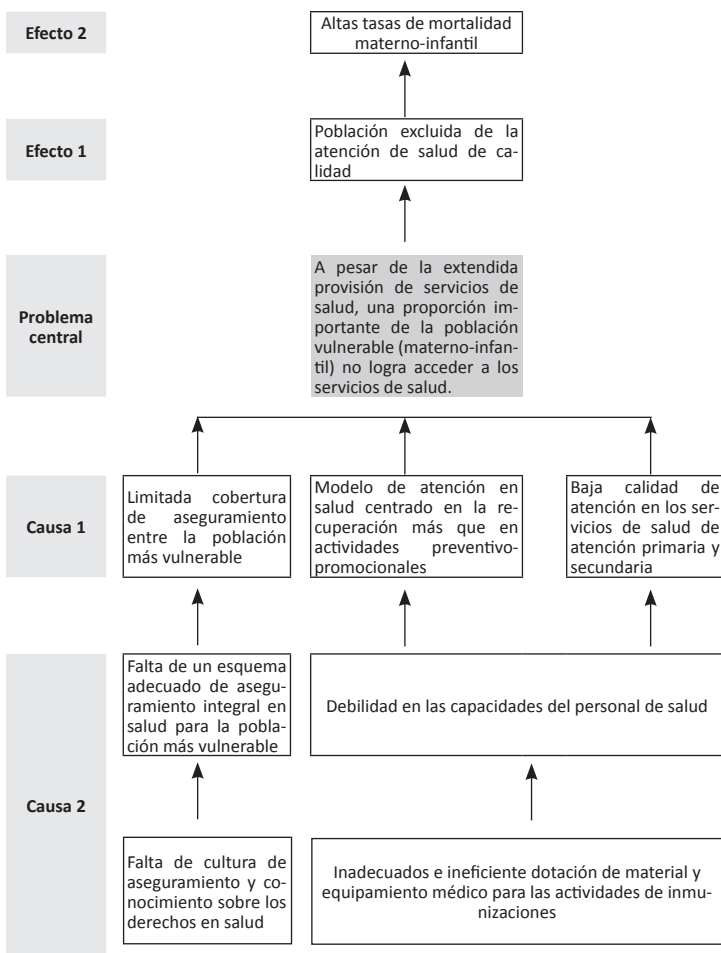 Efecto 2
Altas tasas de mortalidad
materno-infantil
Efecto 1
Población excluida de la
atención de salud de ca-
lidad
Problema
central
A pesar de la extendida
provisión de servicios de
salud, una proporción im-
portante de la población
vulnerable (materno-infan-
til) no logra acceder a los
servicios de salud.
Causa 1
Limitada cobertura
de aseguramiento
entre la población
más vulnerable
Modelo de atención en
salud centrado en la re-
cuperación más que en
actividades preventivo-
promocionales
Baja calidad de
atención en los ser-
vicios de salud de
atención primaria y
secundaria
Causa 2
Falta de un esquema
adecuado de asegu-
ramiento integral en
salud para la pobla-
ción más vulnerable
Debilidad en las capacidades del personal de salud
Falta de cultura de
aseguramiento y co-
nocimiento sobre los
derechos en salud
Inadecuados e ineficiente dotación de material y
equipamiento médico para las actividades de inmu-
nizaciones